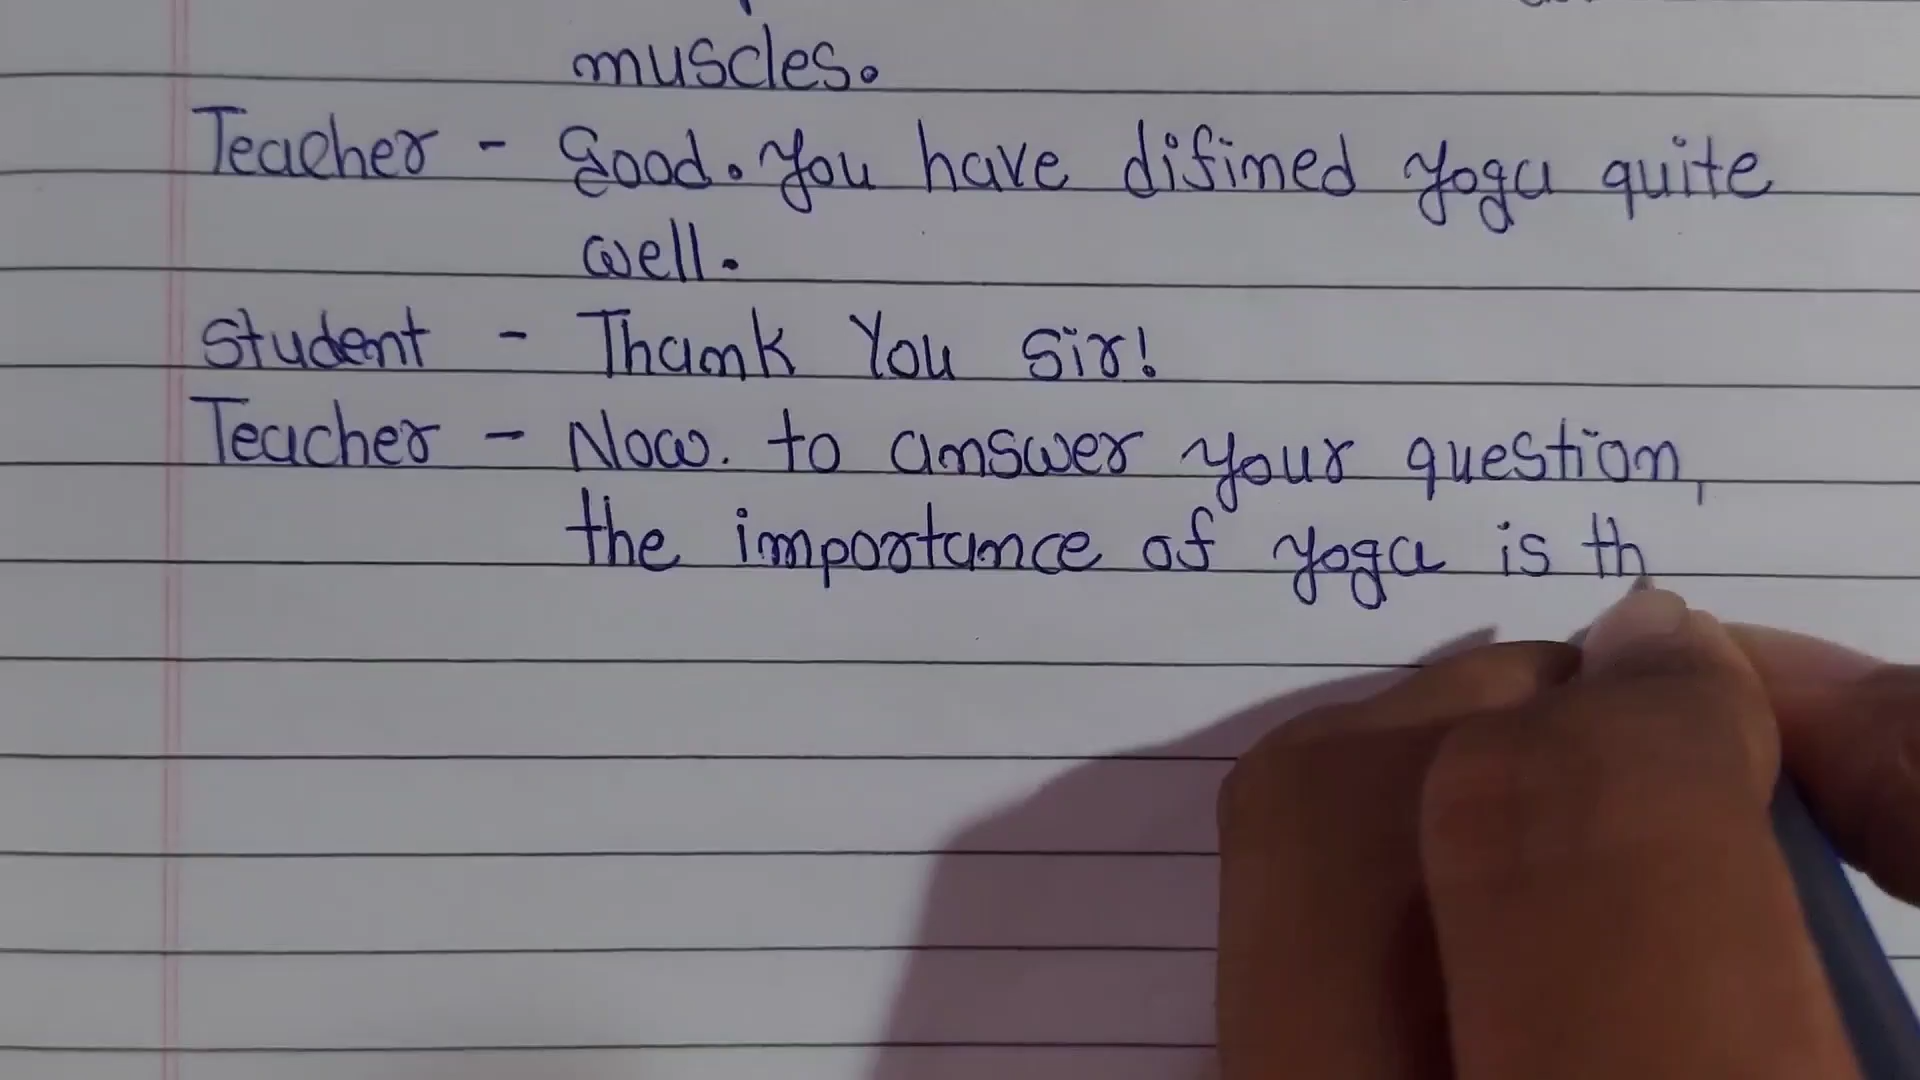 muscles.
Teacher - Good. You have difined yoga quite
well.
Student - Thank You Sir!
Teacher - Now. to answer your question,
the importance of yoga is th